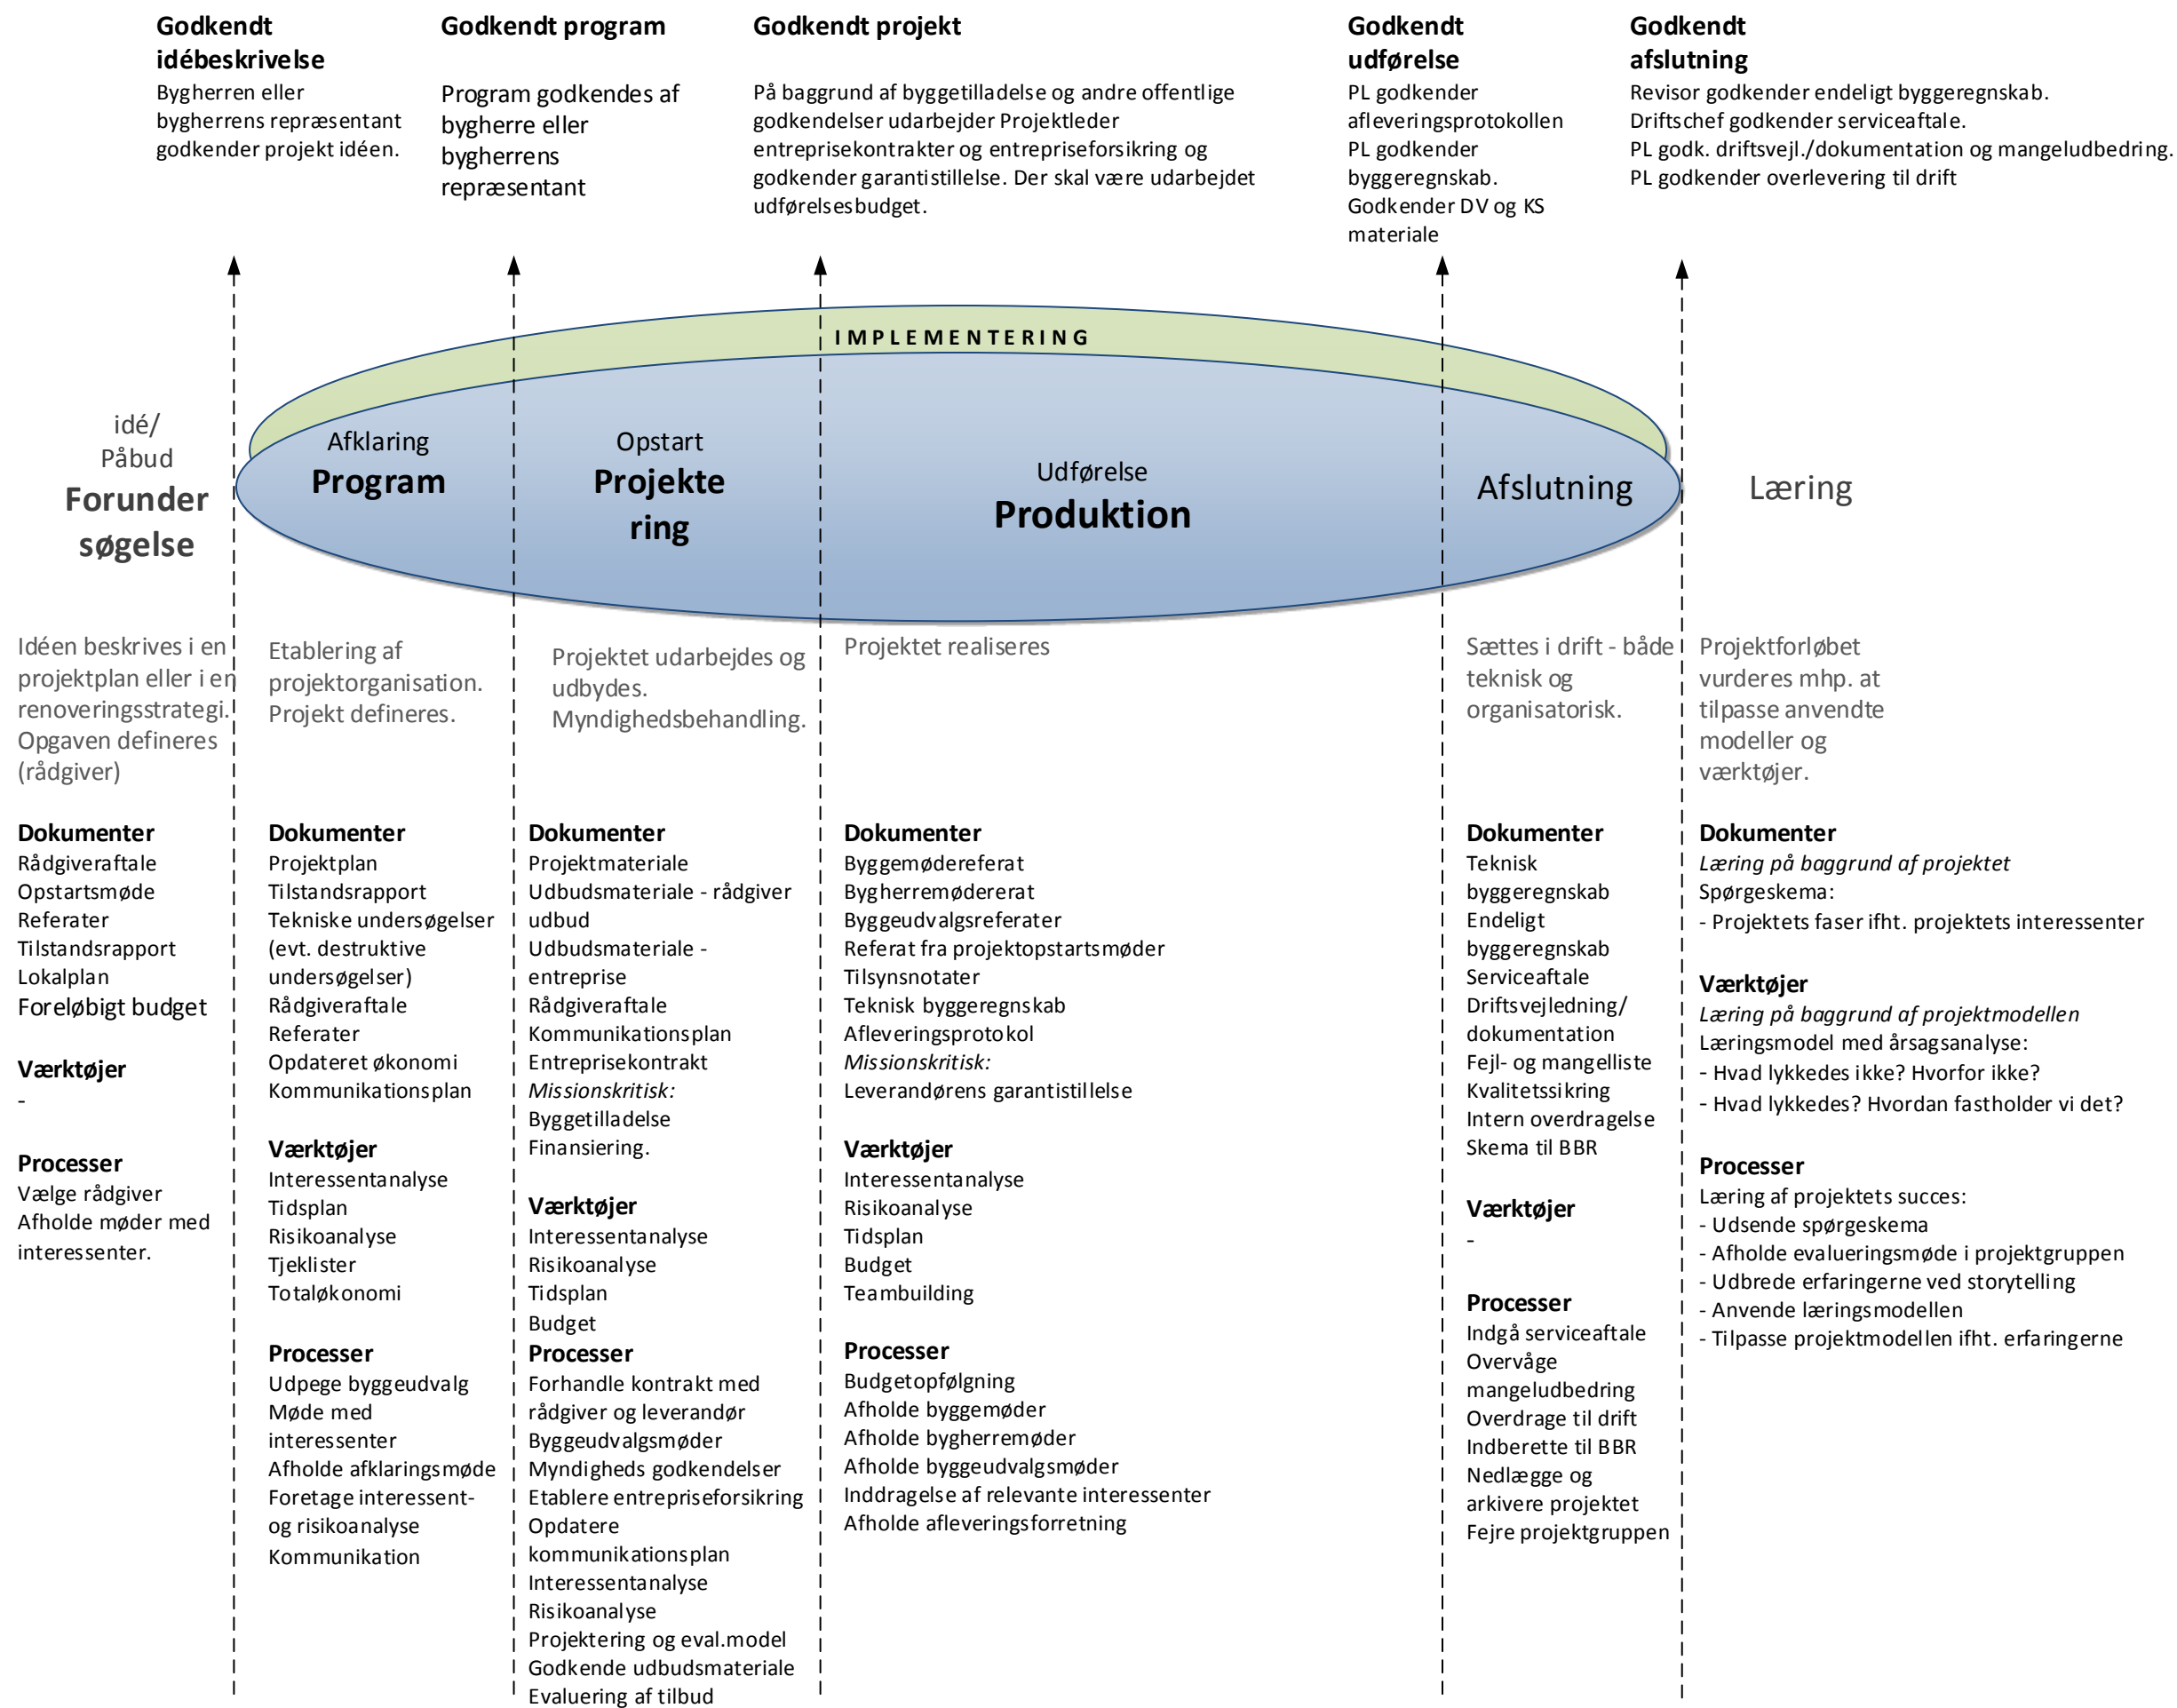 Godkendt
idébeskrivelse
Bygherren eller
bygherrens repræsentant
godkender projekt idéen.
Godkendt program
Program godkendes af
bygherre eller
bygherrens
repræsentant
Godkendt projekt
På baggrund af byggetilladelse og andre offentlige
godkendelser udarbejder Projektleder
entreprisekontrakter og entrepriseforsikring og
godkender garantistillelse. Der skal være udarbejdet
udførelsesbudget.
Godkendt
udførelse
PL godkender
afleveringsprotokollen
PL godkender
byggeregnskab.
Godkender DV og KS
materiale
Godkendt
afslutning
Revisor godkender endeligt byggeregnskab.
Driftschef godkender serviceaftale.
PL godk. driftsvejl./dokumentation og mangeludbedring.
PL godkender overlevering til drift
IMPLEMENTERING
idé/
Påbud
Forunder
søgelse
Afklaring
Program
Opstart
Projekte
ring
Udførelse
Produktion
Afslutning
Læring
Idéen beskrives i en
projektplan eller i en
renoveringsstrategi.
Opgaven defineres
(rådgiver)
Etablering af
projektorganisation.
Projekt defineres.
Projektet udarbejdes og
udbydes.
Myndighedsbehandling.
Projektet realiseres
Sættes i drift - både
teknisk og
organisatorisk.
Projektforløbet
vurderes mhp. at
tilpasse anvendte
modeller og
værktøjer.
Dokumenter
Rådgiveraftale
Opstartsmøde
Referater
Tilstandsrapport
Lokalplan
Foreløbigt budget
Værktøjer
-
Processer
Vælge rådgiver
Afholde møder med
interessenter.
Dokumenter
Projektplan
Tilstandsrapport
Tekniske undersøgelser
(evt. destruktive
undersøgelser)
Rådgiveraftale
Referater
Opdateret økonomi
Kommunikationsplan
Værktøjer
Interessentanalyse
Tidsplan
Risikoanalyse
Tjeklister
Totaløkonomi
Processer
Udpege byggeudvalg
Møde med
interessenter
Afholde afklaringsmøde
Foretage interessent-
og risikoanalyse
Kommunikation
Dokumenter
Projektmateriale
Udbudsmateriale - rådgiver
udbud
Udbudsmateriale -
entreprise
Rådgiveraftale
Kommunikationsplan
Entreprisekontrakt
Missionskritisk:
Byggetilladelse
Finansiering.
Værktøjer
Interessentanalyse
Risikoanalyse
Tidsplan
Budget
Processer
Forhandle kontrakt med
rådgiver og leverandør
Byggeudvalgsmøder
Myndigheds godkendelser
Etablere entrepriseforsikring
Opdatere
kommunikationsplan
Interessentanalyse
Risikoanalyse
Projektering og eval.model
Godkende udbudsmateriale
Evaluering af tilbud
Dokumenter
Byggemødereferat
Bygherremødererat
Byggeudvalgsreferater
Referat fra projektopstartsmøder
Tilsynsnotater
Teknisk byggeregnskab
Afleveringsprotokol
Missionskritisk:
Leverandørens garantistillelse
Værktøjer
Interessentanalyse
Risikoanalyse
Tidsplan
Budget
Teambuilding
Processer
Budgetopfølgning
Afholde byggemøder
Afholde bygherremøder
Afholde byggeudvalgsmøder
Inddragelse af relevante interessenter
Afholde afleveringsforretning
Dokumenter
Teknisk
byggeregnskab
Endeligt
byggeregnskab
Serviceaftale
Driftsvejledning/
dokumentation
Fejl- og mangelliste
Kvalitetssikring
Intern overdragelse
Skema til BBR
Værktøjer
-
Processer
Indgå serviceaftale
Overvåge
mangeludbedring
Overdrage til drift
Indberette til BBR
Nedlægge og
arkivere projektet
Fejre projektgruppen
Dokumenter
Læring på baggrund af projektet
Spørgeskema:
- Projektets faser ifht. projektets interessenter
Værktøjer
Læring på baggrund af projektmodellen
Læringsmodel med årsagsanalyse:
- Hvad lykkedes ikke? Hvorfor ikke?
- Hvad lykkedes? Hvordan fastholder vi det?
Processer
Læring af projektets succes:
- Udsende spørgeskema
- Afholde evalueringsmøde i projektgruppen
- Udbrede erfaringerne ved storytelling
- Anvende læringsmodellen
- Tilpasse projektmodellen ifht. erfaringerne